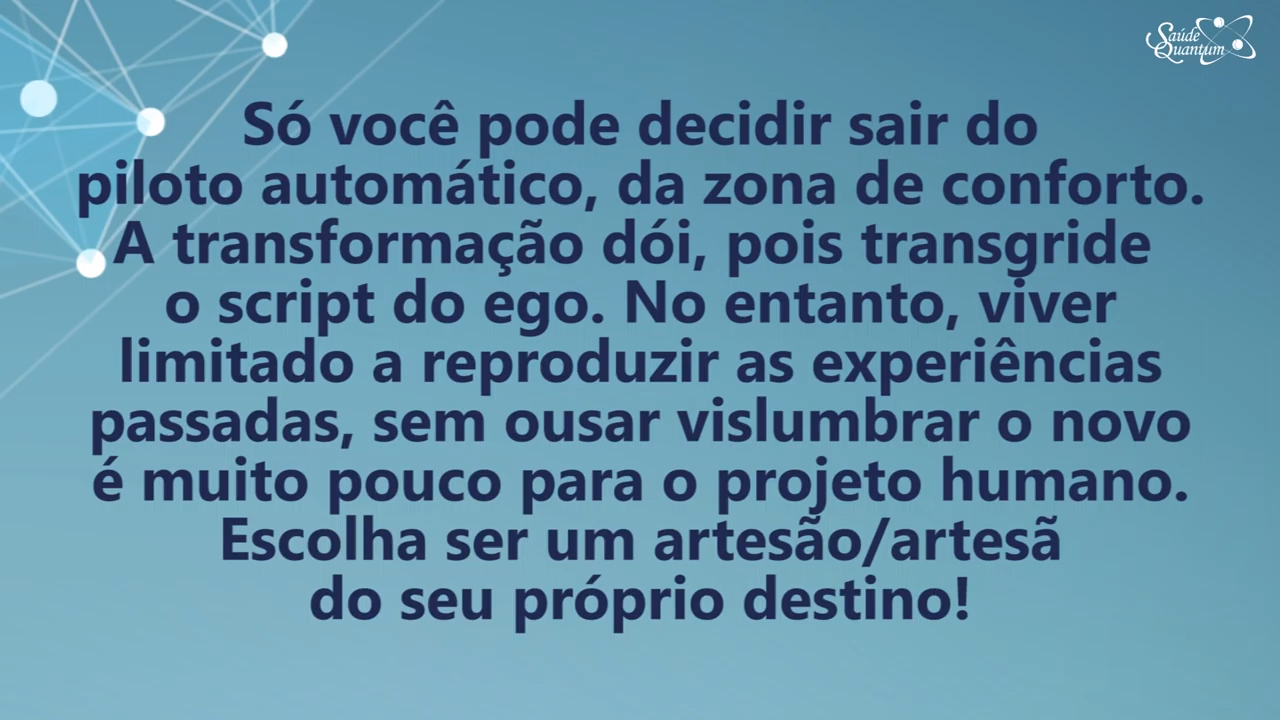 Saúde
Quantum
Só você pode decidir sair do
piloto automático, da zona de conforto.
A transformação dói, pois transgride
o script do ego. No entanto, viver
limitado a reproduzir as experiências
passadas, sem ousar vislumbrar o novo
é muito pouco para o projeto humano.
Escolha ser um artesão/artesã
do seu próprio destino!